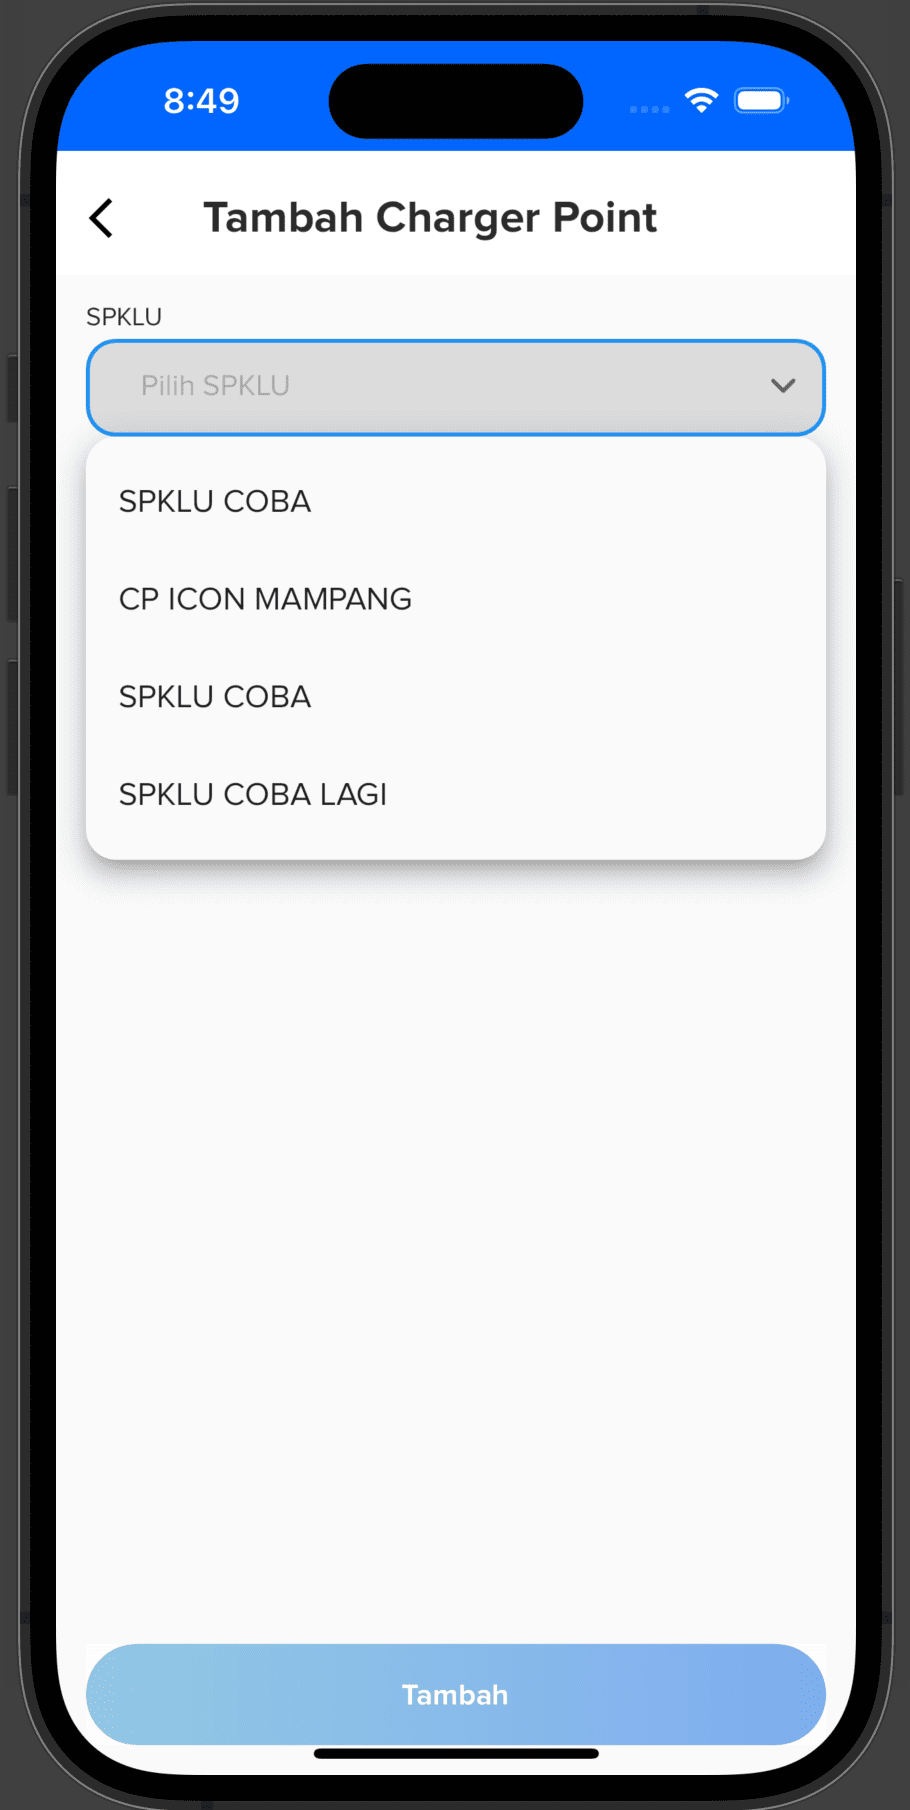 8:49
Tambah Charger Point
SPKLU
Pilih SPKLU
SPKLU COBA
CP ICON MAMPANG
SPKLU COBA
SPKLU COBA LAGI
Tambah